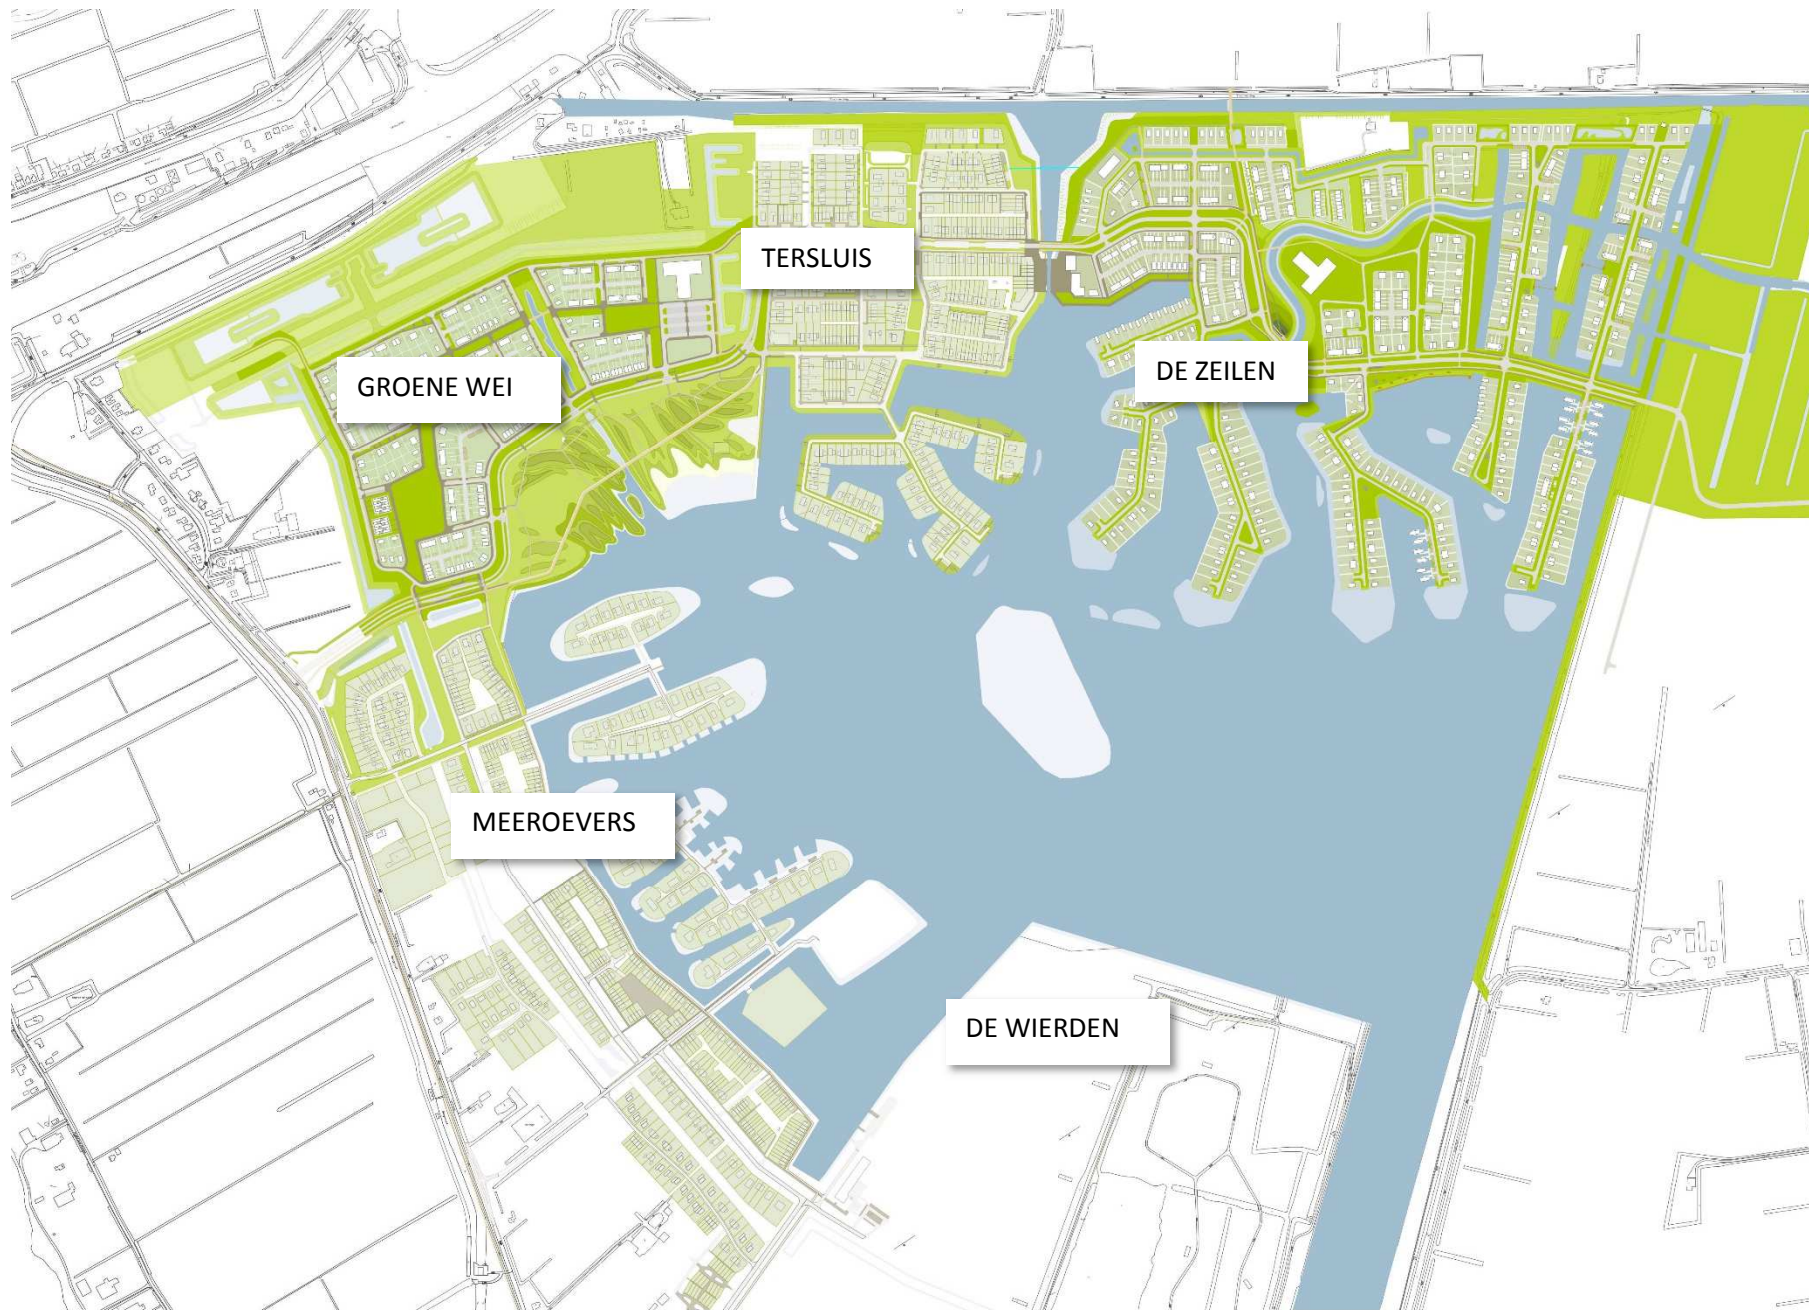 TERSLUIS
DE ZEILEN
GROENE WEI
MEEROEVERS
DE WIERDEN